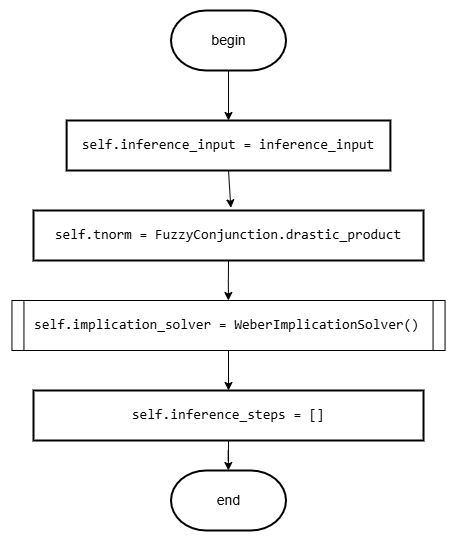 begin
self.inference_input = inference_input
self.tnorm = FuzzyConjunction.drastic_product
self.implication_solver = WeberImplicationSolver()
self.inference_steps = []
end